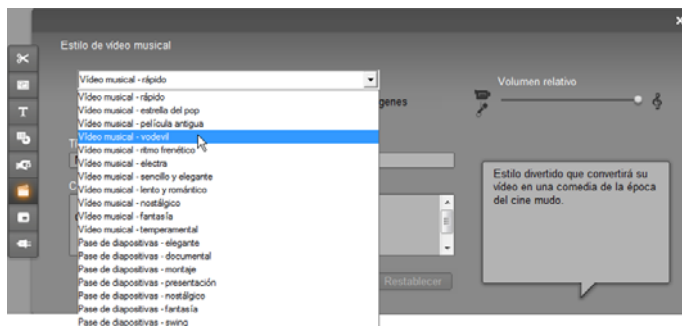 Estilo de vídeo musical
Vídeo musical - rápido
Vídeo musical - rápido
Vídeo musical - estrella del pop
Vídeo musical - película antigua
Vídeo musical - vodevil
Vídeo musical - ritmo frenético
Vídeo musical - electra
Vídeo musical - sencillo y elegante
Vídeo musical - lento y romántico
Vídeo musical - nostálgico
Vídeo musical - fantasía
Vídeo musical - temperamental
Pase de diapositivas - elegante
Pase de diapositivas - documental
Pase de diapositivas - montaje
Pase de diapositivas - presentación
Pase de diapositivas - nostálgico
Pase de diapositivas - fantasía
Pase de diapositivas - swing
Restablecer
Volumen relativo
Estilo divertido que convertirá su
vídeo en una comedia de la época
del cine mudo.